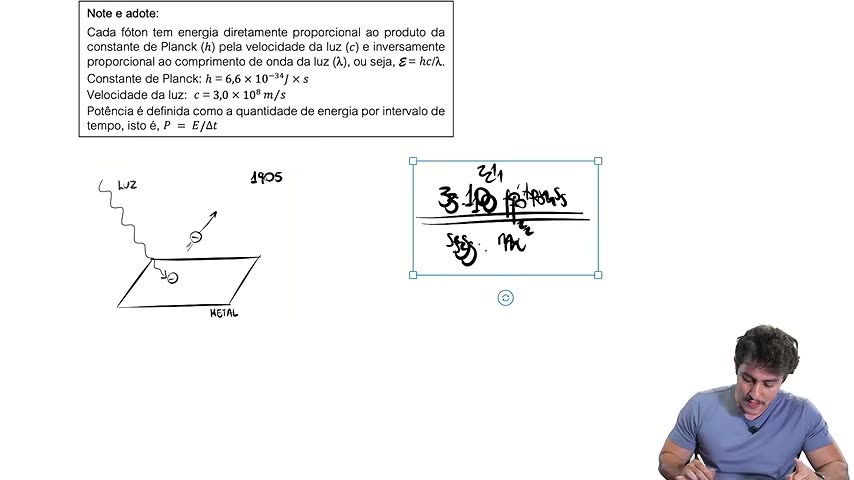 Note e adote:
Cada fóton tem energia diretamente proporcional ao produto da
constante de Planck (h) pela velocidade da luz (c) e inversamente
proporcional ao comprimento de onda da luz (λ), ou seja, ℰ = hc/λ.
Constante de Planck: h = 6,6 × 10⁻³⁴ J × s
Velocidade da luz: c = 3,0 × 10⁸ m/s
Potência é definida como a quantidade de energia por intervalo de
tempo, isto é, P = E/Δt
LUZ
1905
METAL